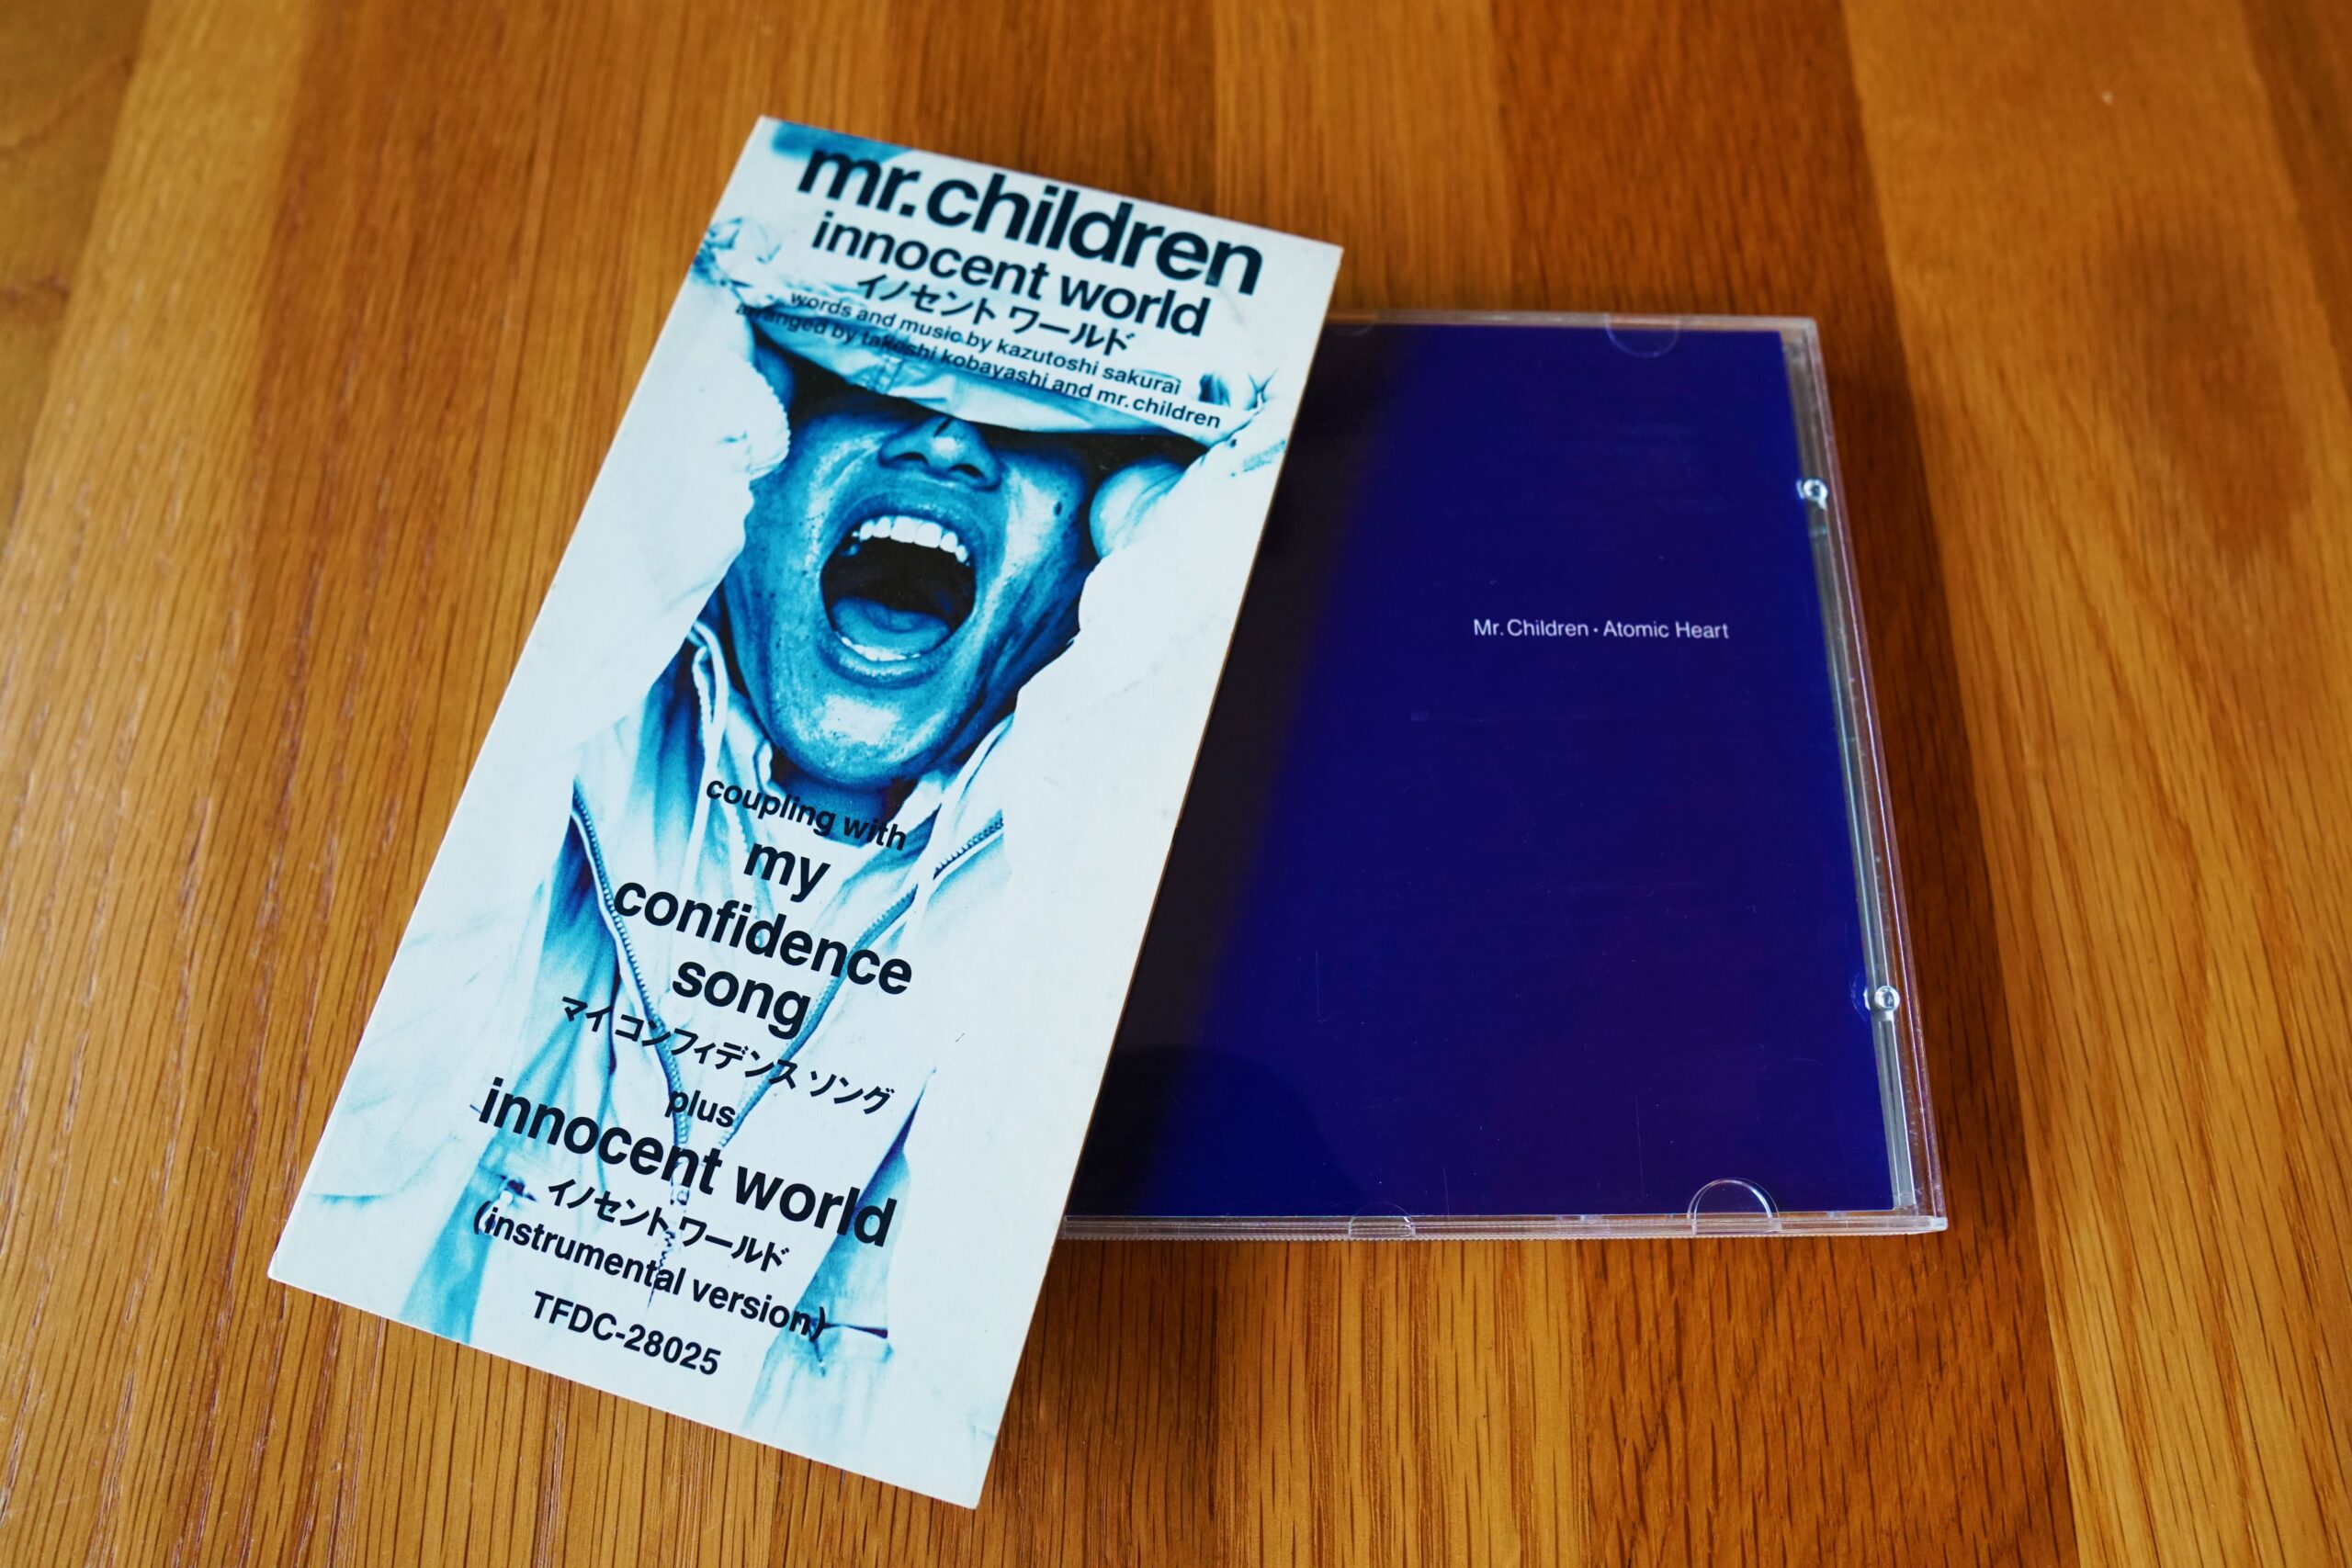 mr.children
innocent world
イノセント ワールド
words and music by kazutoshi sakurai
arranged by takeshi kobayashi and mr.children
coupling with
my
confidence
song
マイ コンフィデンス ソング
plus
innocent world
イノセント ワールド
(instrumental version)
TFDC-28025
Mr.Children・Atomic Heart